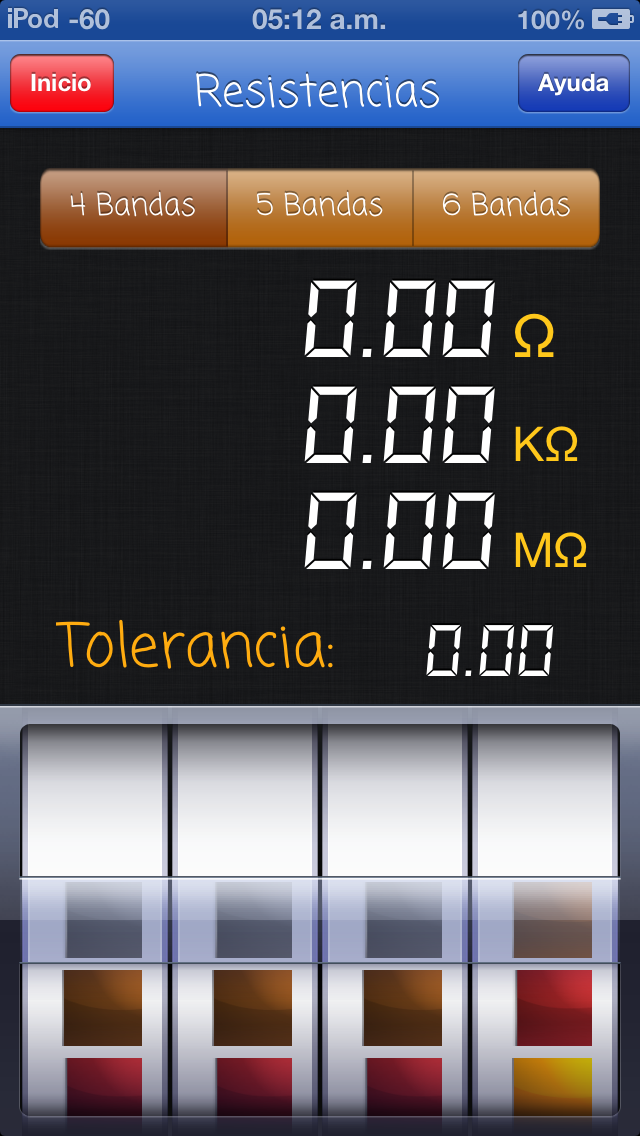 iPod -60 05:12 a.m. 100%
Inicio Resistencias Ayuda
4 Bandas 5 Bandas 6 Bandas
0.00 Ω
0.00 KΩ
0.00 MΩ
Tolerancia: 0.00